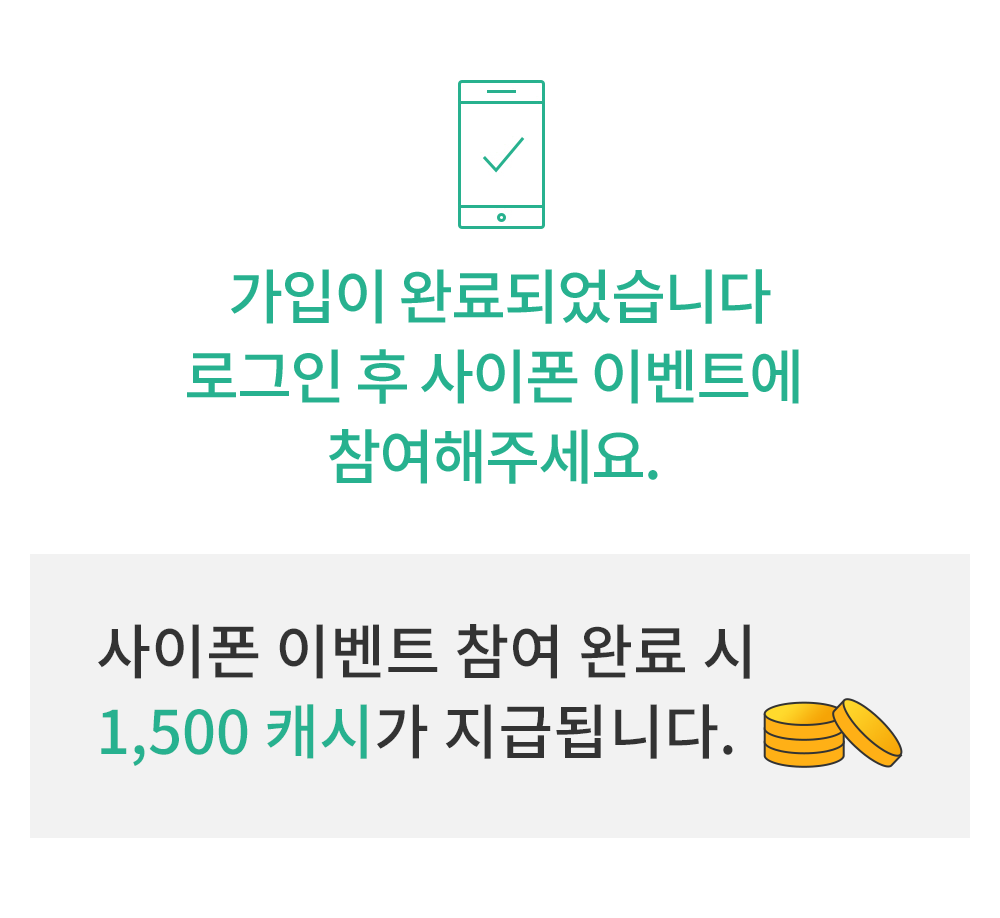 가입이 완료되었습니다
로그인 후 사이폰 이벤트에
참여해주세요.
사이폰 이벤트 참여 완료 시
1,500 캐시가 지급됩니다.